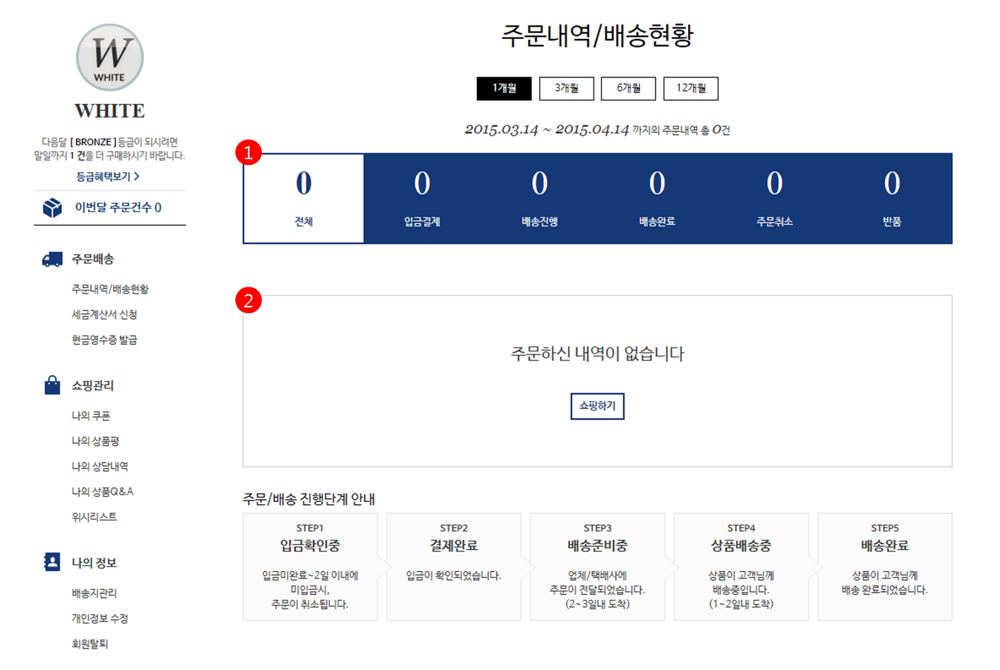 W
WHITE
WHITE
다음달 [ BRONZE ] 등급이 되시려면
말일까지 1 건을 더 구매하시기 바랍니다.
등급혜택보기 >
이번달 주문건수 0
주문배송
주문내역/배송현황
세금계산서 신청
현금영수증 발급
쇼핑관리
나의 쿠폰
나의 상품평
나의 상담내역
나의 상품Q&A
위시리스트
나의 정보
배송지관리
개인정보 수정
회원탈퇴
주문내역/배송현황
1개월 3개월 6개월 12개월
2015.03.14 ~ 2015.04.14 까지의 주문내역 총 0건
1
0 0 0 0 0 0
전체 입금결제 배송진행 배송완료 주문취소 반품
2
주문하신 내역이 없습니다
쇼핑하기
주문/배송 진행단계 안내
STEP1
입금확인중
입금미완료~2일 이내에
미입금시,
주문이 취소됩니다.
STEP2
결제완료
입금이 확인되었습니다.
STEP3
배송준비중
업체/택배사에
주문이 전달되었습니다.
(2~3일내 도착)
STEP4
상품배송중
상품이 고객님께
배송중입니다.
(1~2일내 도착)
STEP5
배송완료
상품이 고객님께
배송 완료되었습니다.